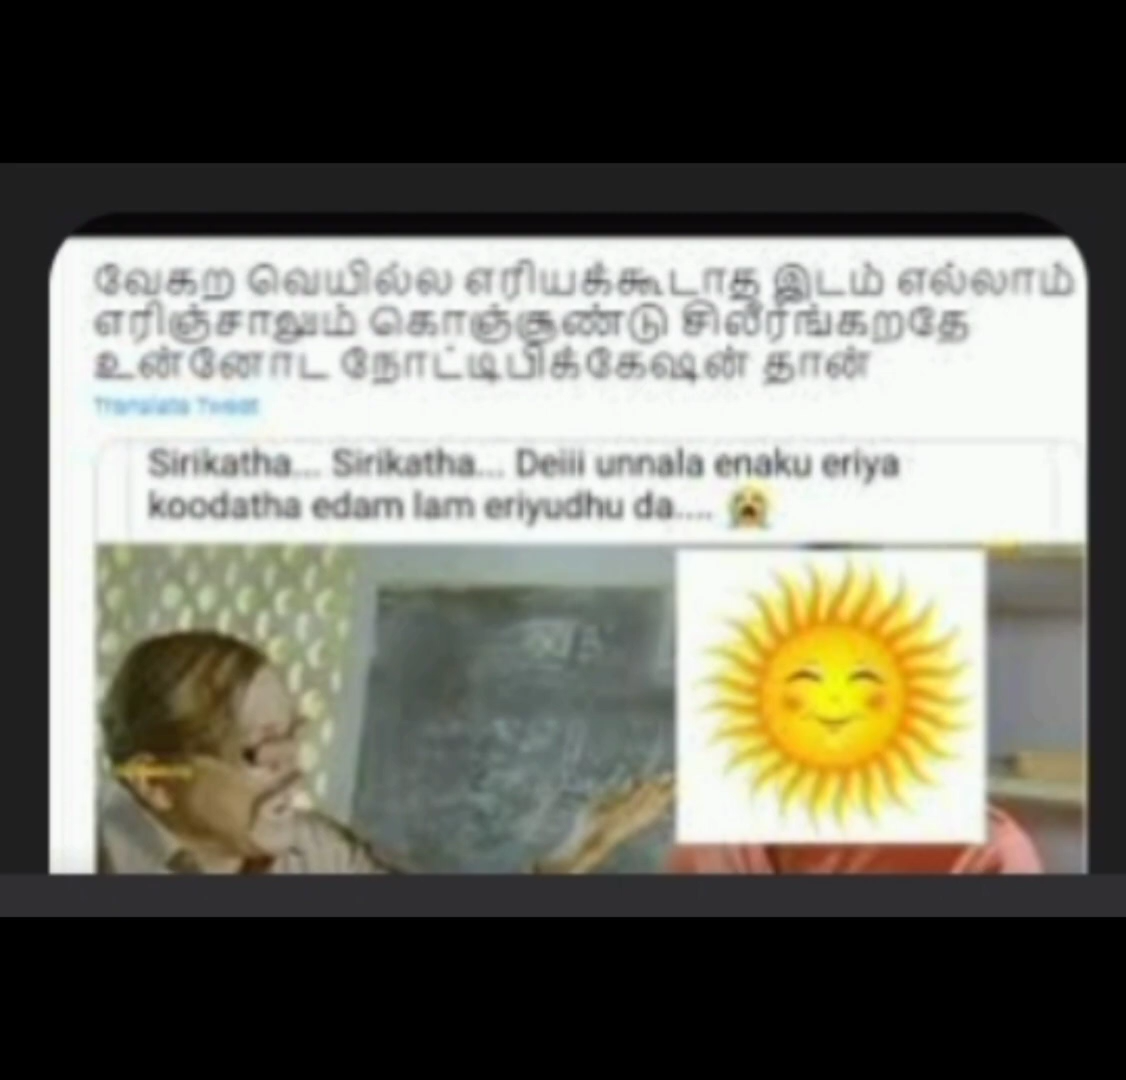 வேகற வெயில்ல எரியக்கூடாத இடம் எல்லாம்
எரிஞ்சாலும் கொஞ்சூண்டு சிலீர்ங்கறதே
உன்னோட நோட்டிபிக்கேஷன் தான்
Translate Tweet
Sirikatha... Sirikatha... Deiii unnala enaku eriya
koodatha edam lam eriyudhu da.... 😭